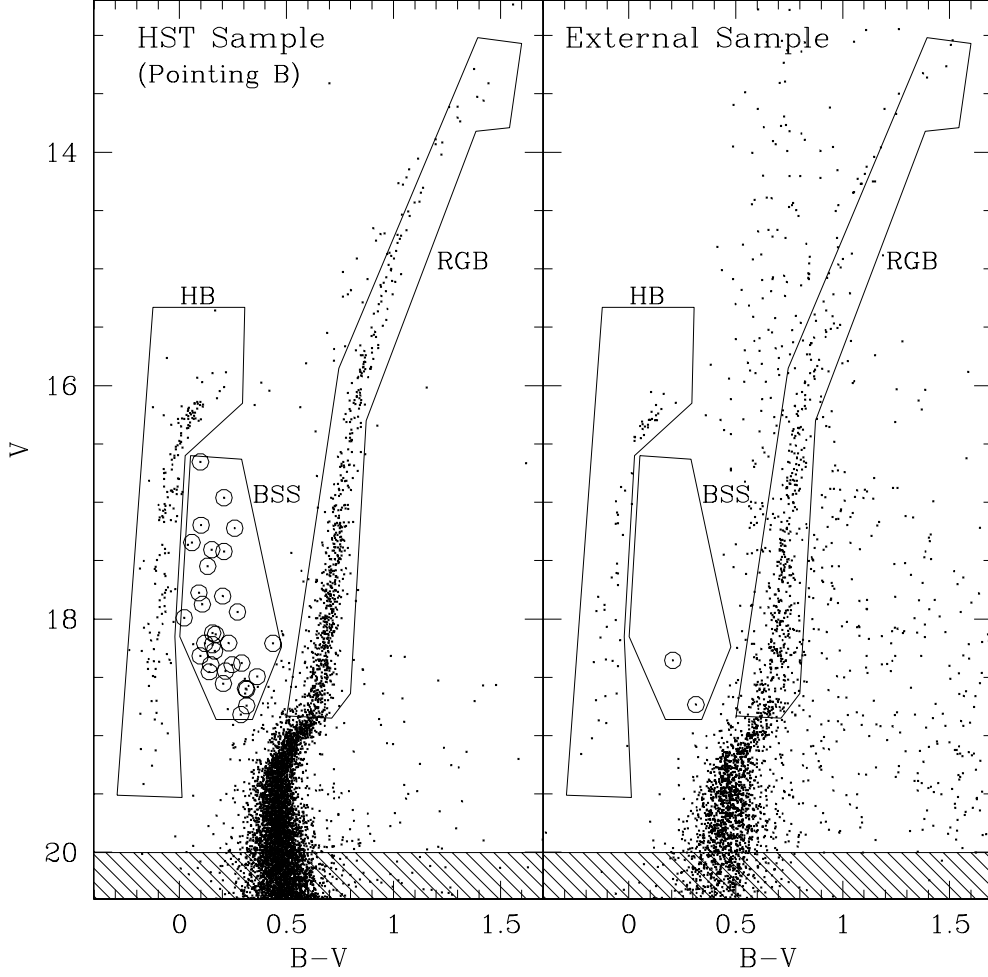 HST Sample
(Pointing B)
External Sample
14
RGB
RGB
HB
HB
16
V
BSS
BSS
18
20
0 0.5 1 1.5
0 0.5 1 1.5
B−V
B−V